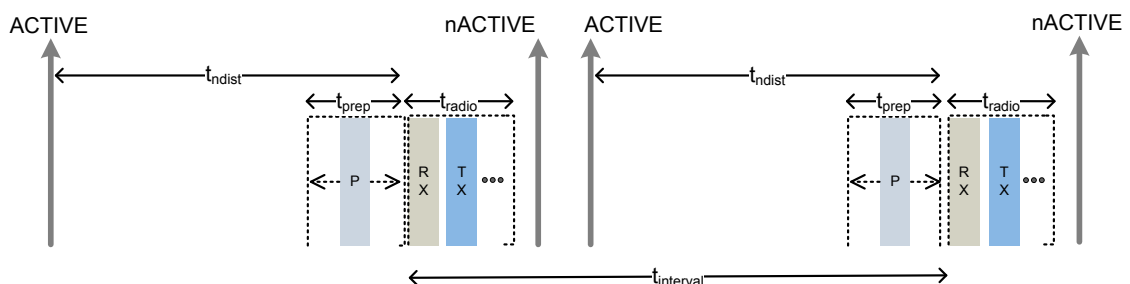 ACTIVE
nACTIVE
ACTIVE
nACTIVE
tndist
tndist
tprep
tradio
tprep
tradio
P
R
X
T
X
P
R
X
T
X
tinterval